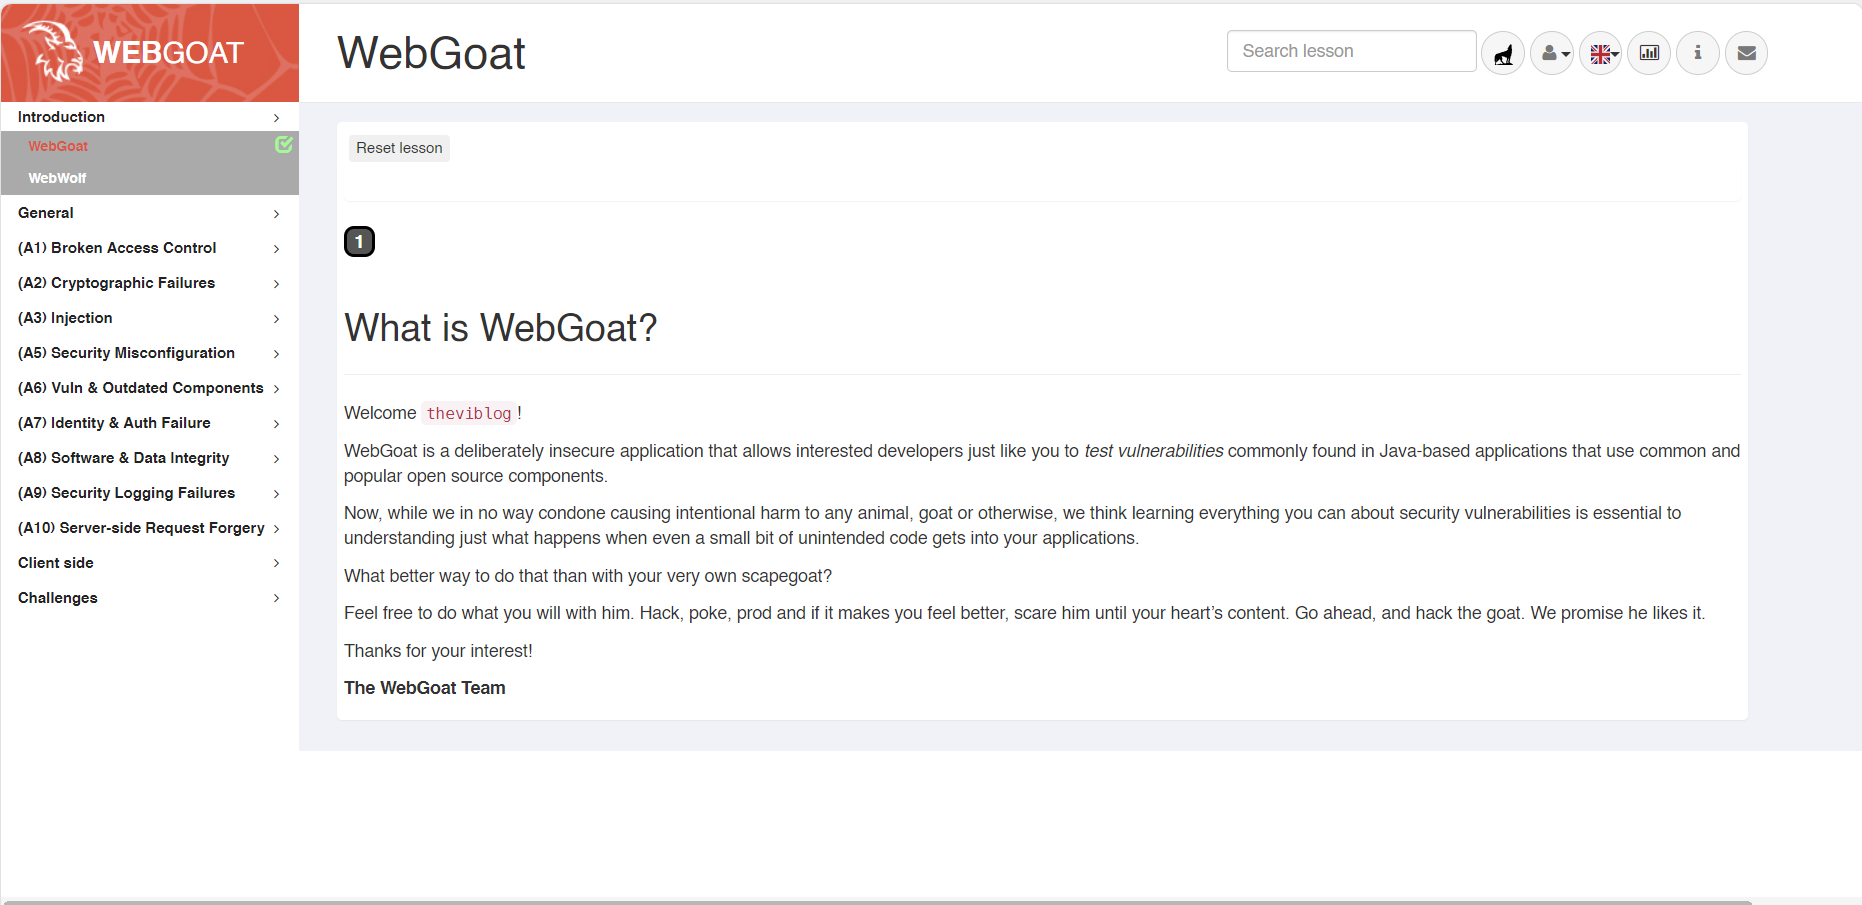 WEBGOAT
WebGoat
Search lesson
Introduction
WebGoat
WebWolf
General
(A1) Broken Access Control
(A2) Cryptographic Failures
(A3) Injection
(A5) Security Misconfiguration
(A6) Vuln & Outdated Components
(A7) Identity & Auth Failure
(A8) Software & Data Integrity
(A9) Security Logging Failures
(A10) Server-side Request Forgery
Client side
Challenges
Reset lesson
1
What is WebGoat?
Welcome theviblog!
WebGoat is a deliberately insecure application that allows interested developers just like you to test vulnerabilities commonly found in Java-based applications that use common and
popular open source components.
Now, while we in no way condone causing intentional harm to any animal, goat or otherwise, we think learning everything you can about security vulnerabilities is essential to
understanding just what happens when even a small bit of unintended code gets into your applications.
What better way to do that than with your very own scapegoat?
Feel free to do what you will with him. Hack, poke, prod and if it makes you feel better, scare him until your heart’s content. Go ahead, and hack the goat. We promise he likes it.
Thanks for your interest!
The WebGoat Team